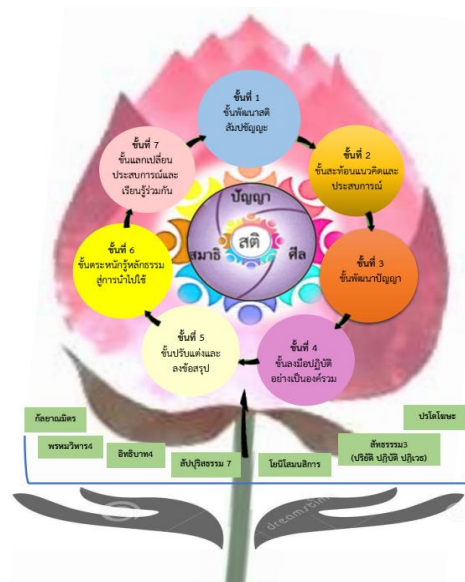 ขั้นที่ 1
ขั้นพัฒนาสติ
สัมปชัญญะ
ขั้นที่ 2
ขั้นสะท้อนแนวคิดและ
ประสบการณ์
ขั้นที่ 3
ขั้นพัฒนาปัญญา
ขั้นที่ 4
ขั้นลงมือปฏิบัติ
อย่างเป็นองค์รวม
ขั้นที่ 5
ขั้นปรับแต่งและ
ลงข้อสรุป
ขั้นที่ 6
ขั้นตระหนักรู้หลักธรรม
สู่การนำไปใช้
ขั้นที่ 7
ขั้นแลกเปลี่ยน
ประสบการณ์และ
เรียนรู้ร่วมกัน
ปัญญา
สติ
สมาธิ
ศีล
กัลยาณมิตร
พรหมวิหาร4
อิทธิบาท4
สัปปุริสธรรม 7
โยนิโสมนสิการ
สัทธรรม3
(ปริยัติ ปฏิบัติ ปฏิเวธ)
ปรโตโฆษะ
dreamstime